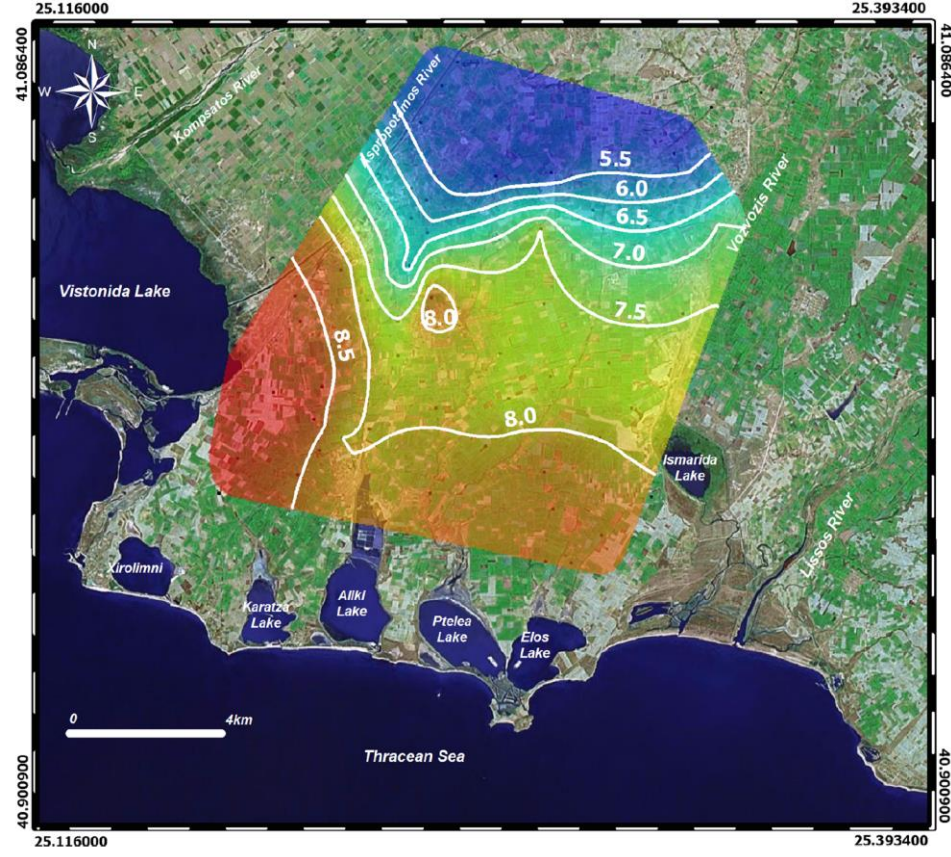 25.116000
25.393400
41.086400
41.086400
N
W
E
S
Kompsatos River
Aspropotamos River
5.5
6.0
6.5
Vozvozis River
7.0
Vistonida Lake
7.5
8.0
8.5
8.0
Ismarida
Lake
Lissos River
Xirolimni
Karatza
Lake
Aliki
Lake
Ptelea
Lake
Elos
Lake
0
4km
Thracean Sea
40.900900
40.900900
25.116000
25.393400